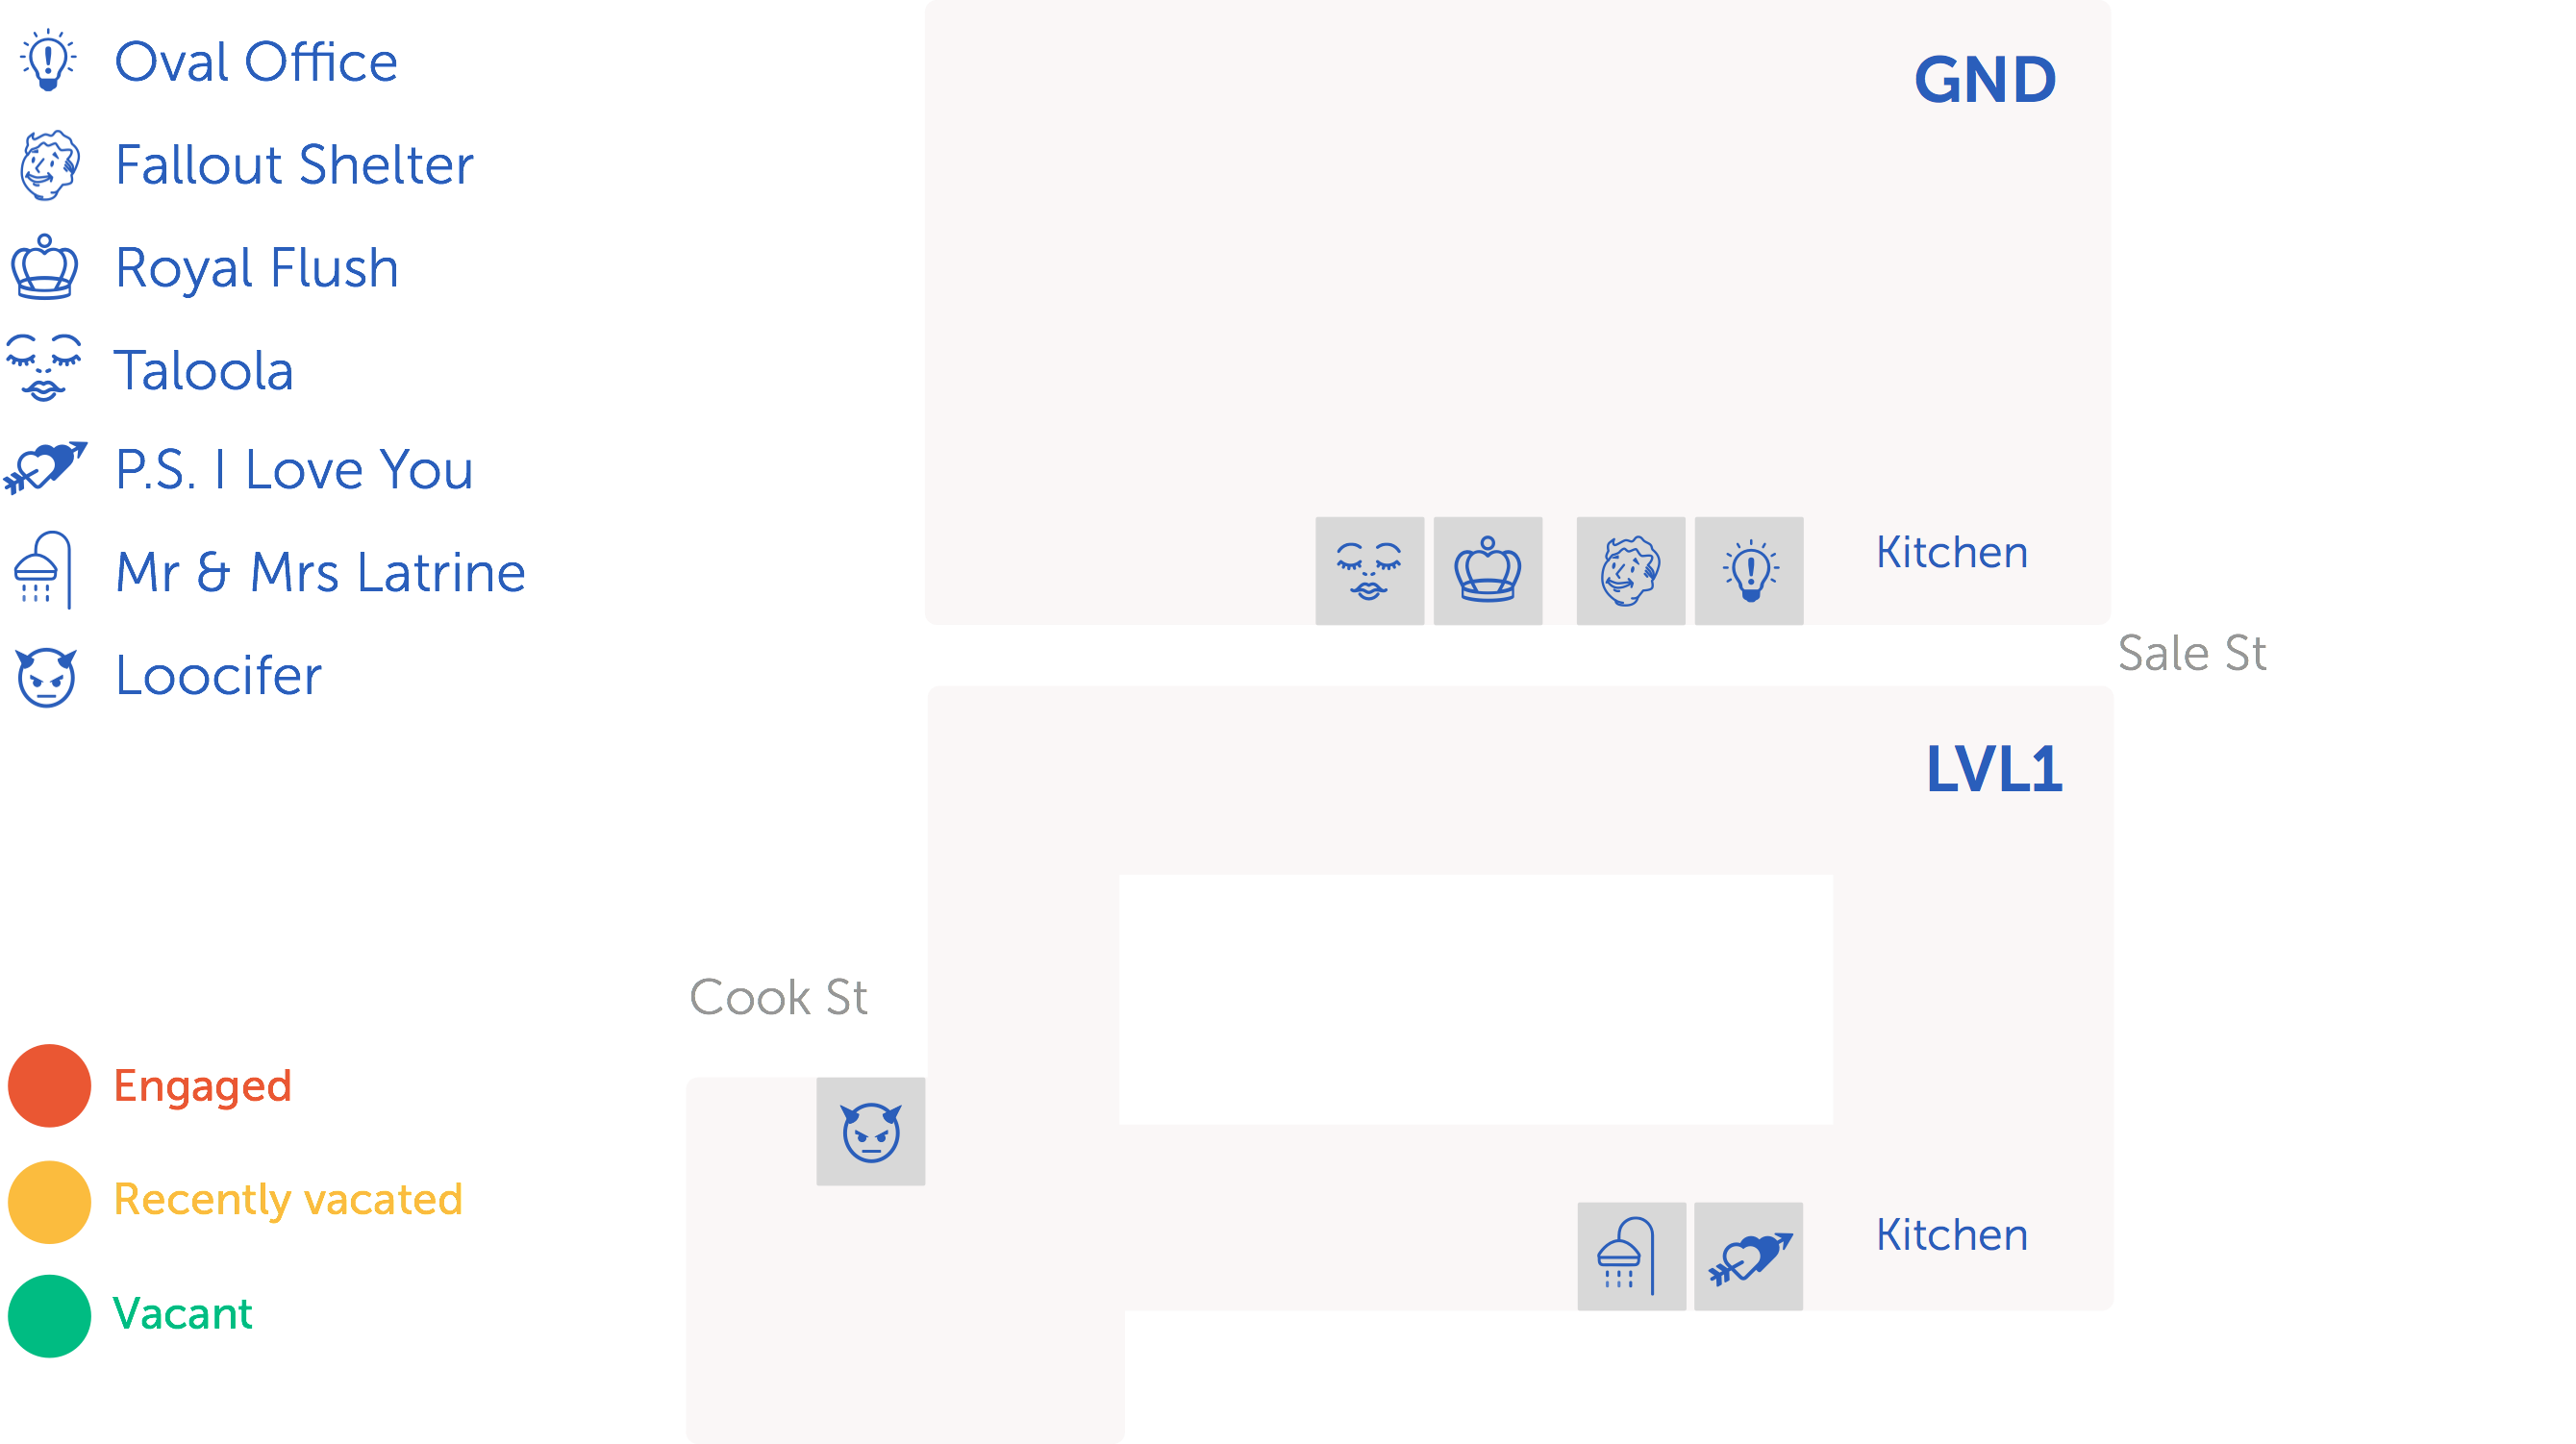 Oval Office
Fallout Shelter
Royal Flush
Taloola
P.S. I Love You
Mr & Mrs Latrine
Loocifer
Engaged
Recently vacated
Vacant
GND
Kitchen
Sale St
LVL1
Cook St
Kitchen